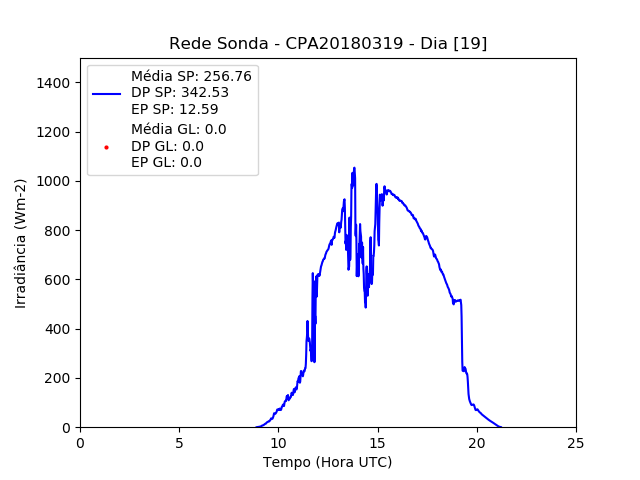 Rede Sonda - CPA20180319 - Dia [19]
Média SP: 256.76
DP SP: 342.53
EP SP: 12.59
Média GL: 0.0
DP GL: 0.0
EP GL: 0.0
Irradiância (Wm-2)
1400
1200
1000
800
600
400
200
0
0 5 10 15 20 25
Tempo (Hora UTC)